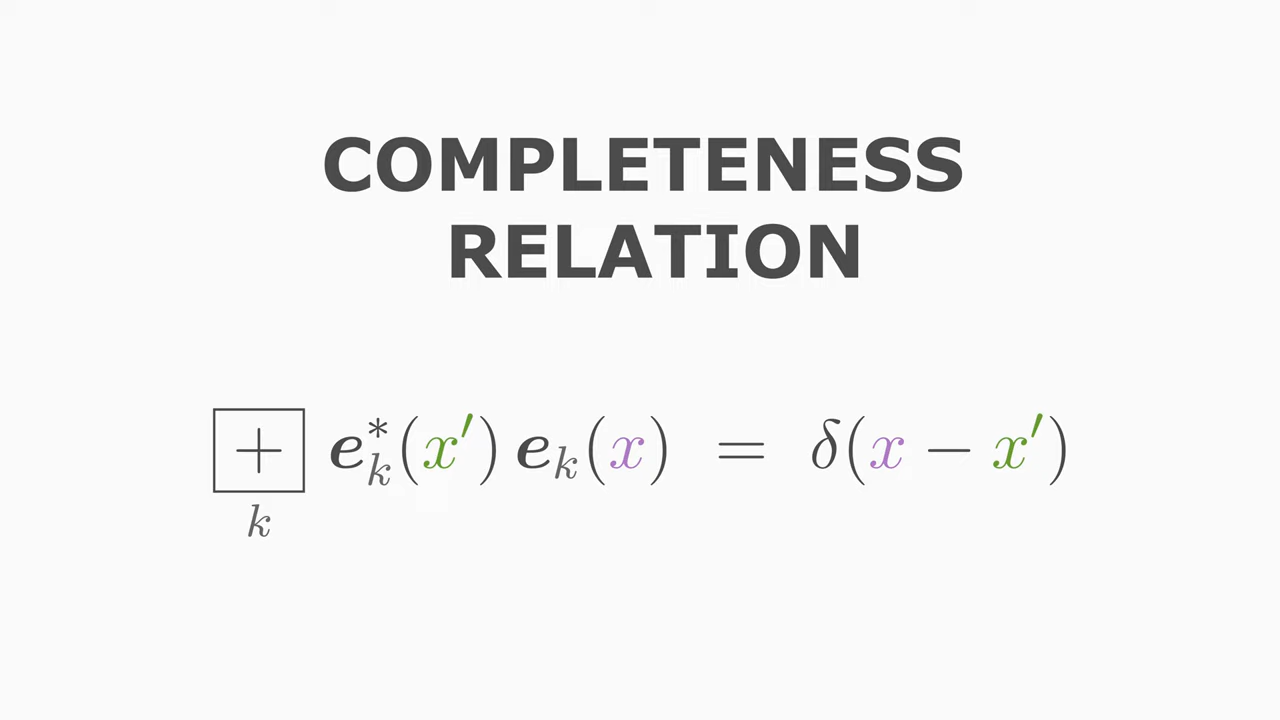 COMPLETENESS
RELATION
⊞ₖ e*ₖ(x′) eₖ(x) = δ(x − x′)